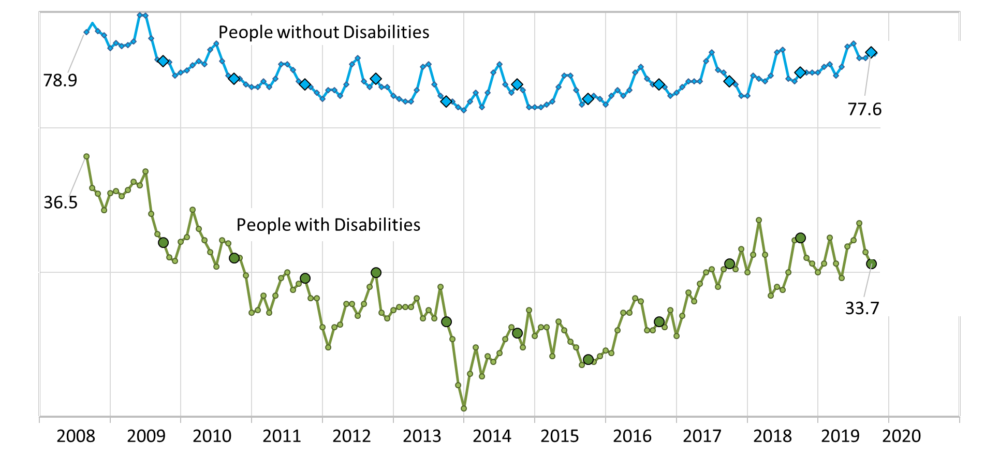 People without Disabilities
78.9
77.6
36.5
People with Disabilities
33.7
2008 2009 2010 2011 2012 2013 2014 2015 2016 2017 2018 2019 2020